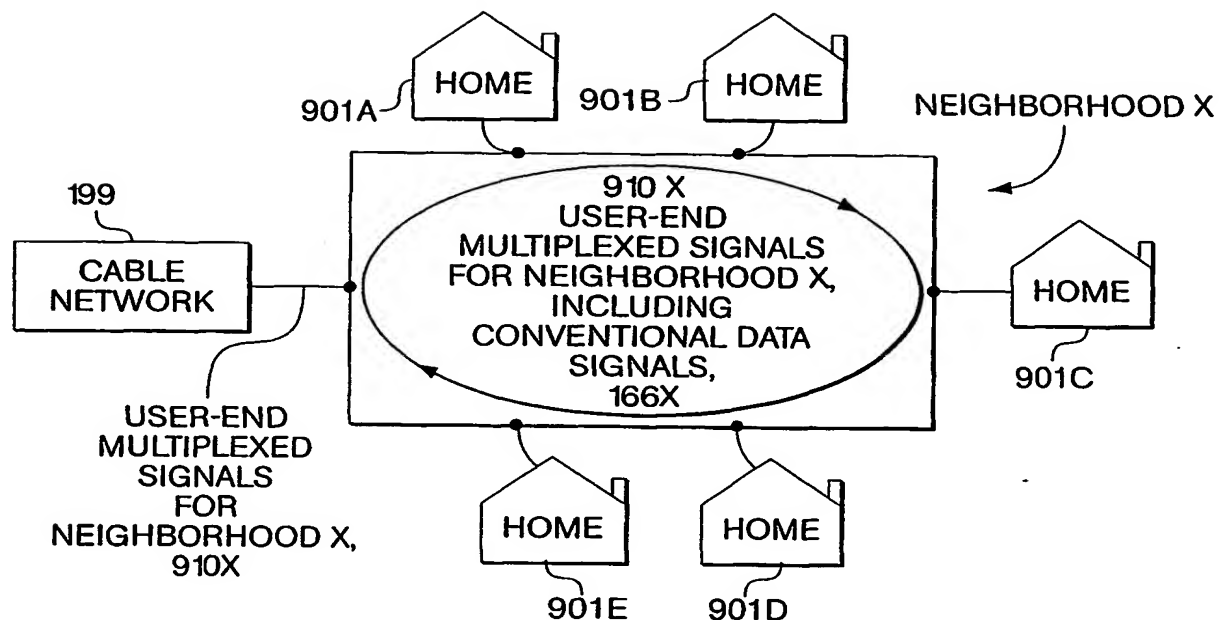 HOME
901A
HOME
901B
NEIGHBORHOOD X
199
CABLE
NETWORK
910 X
USER-END
MULTIPLEXED SIGNALS
FOR NEIGHBORHOOD X,
INCLUDING
CONVENTIONAL DATA
SIGNALS,
166X
HOME
901C
USER-END
MULTIPLEXED
SIGNALS
FOR
NEIGHBORHOOD X,
910X
HOME
901E
HOME
901D